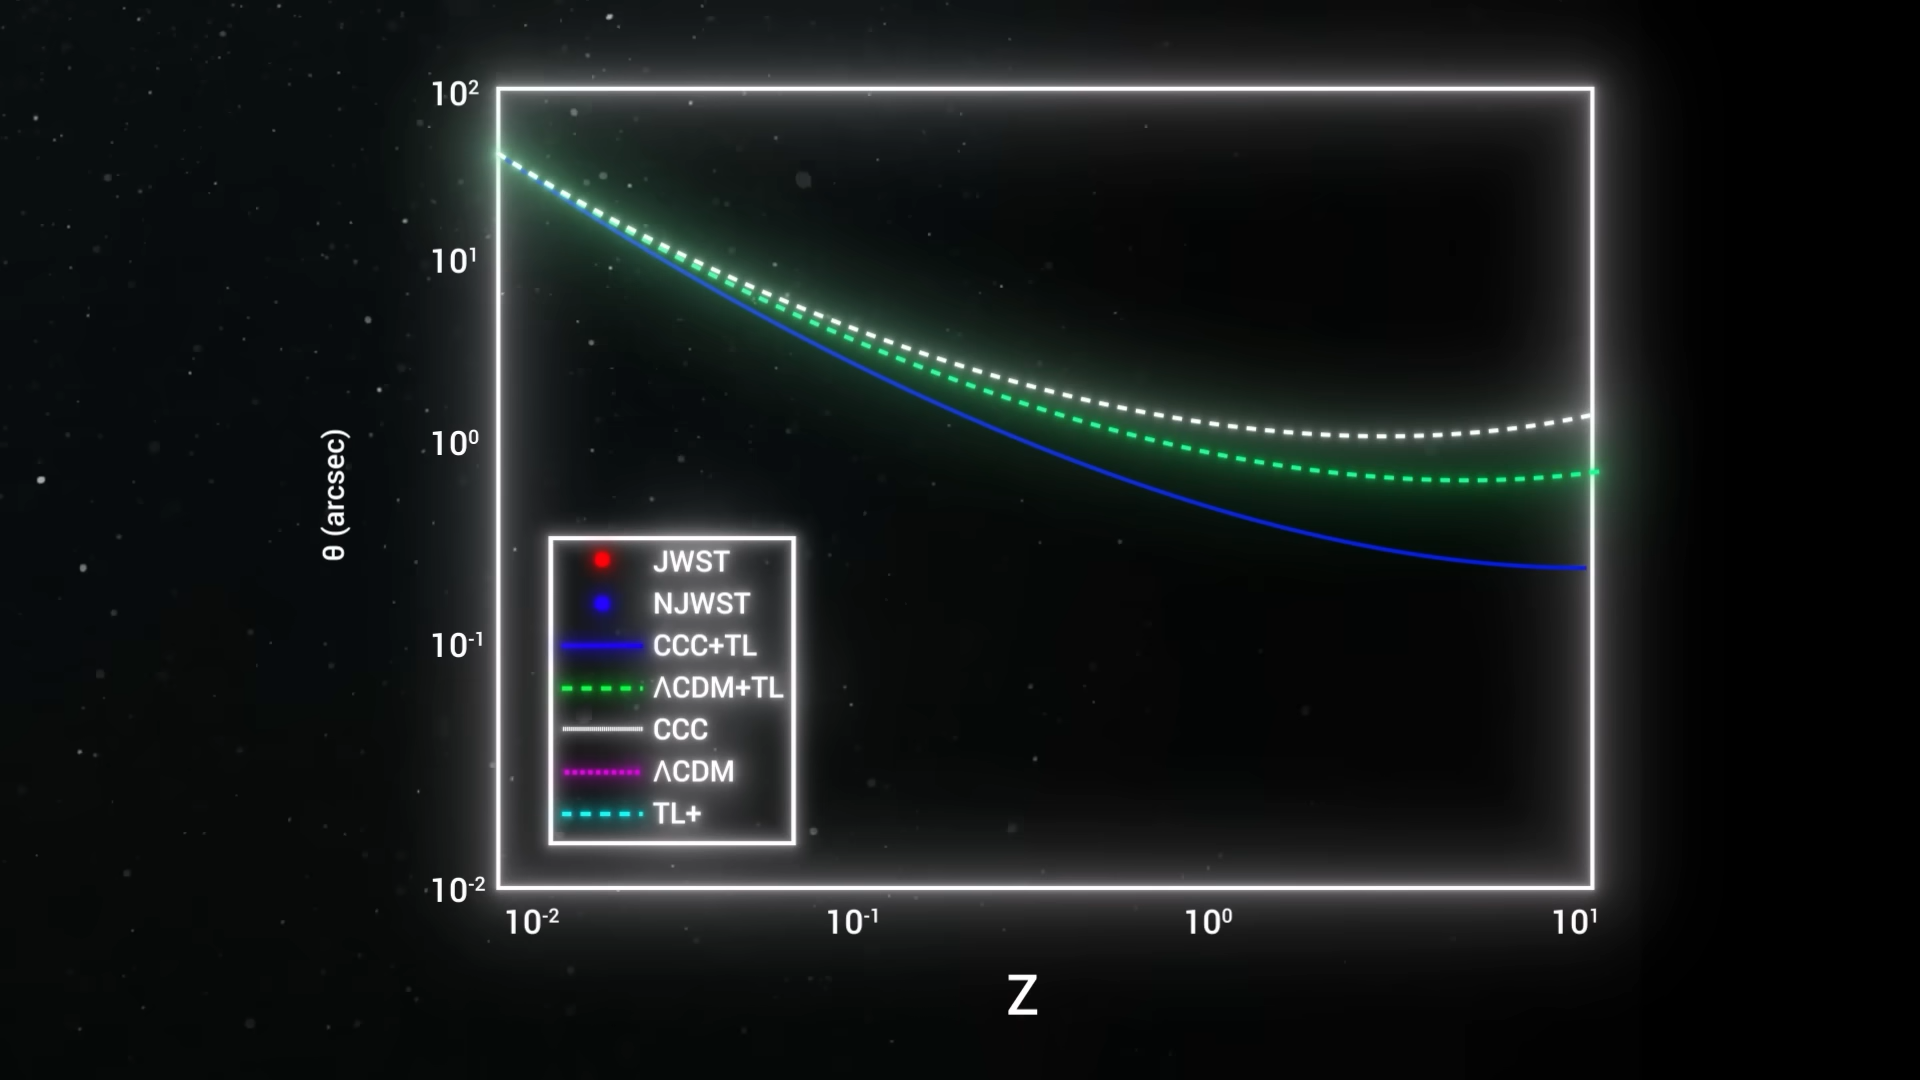 10²
10¹
10⁰
10⁻¹
10⁻²
θ (arcsec)
JWST
NJWST
CCC+TL
ΛCDM+TL
CCC
ΛCDM
TL+
10⁻² 10⁻¹ 10⁰ 10¹
Z